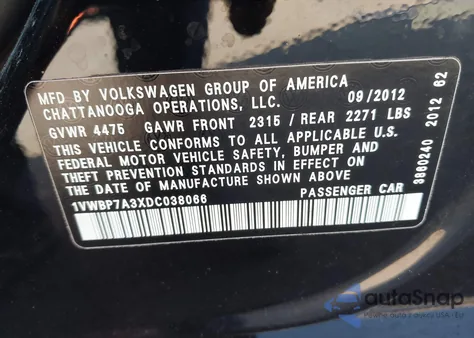 MFD BY VOLKSWAGEN GROUP OF AMERICA
CHATTANOOGA OPERATIONS, LLC. 09/2012
GVWR 4475 GAWR FRONT 2315 / REAR 2271 LBS
THIS VEHICLE CONFORMS TO ALL APPLICABLE U.S.
FEDERAL MOTOR VEHICLE SAFETY, BUMPER AND
THEFT PREVENTION STANDARDS IN EFFECT ON
THE DATE OF MANUFACTURE SHOWN ABOVE
1VWBP7A3XDC038066 PASSENGER CAR
3860240 2012 62
autoSnap